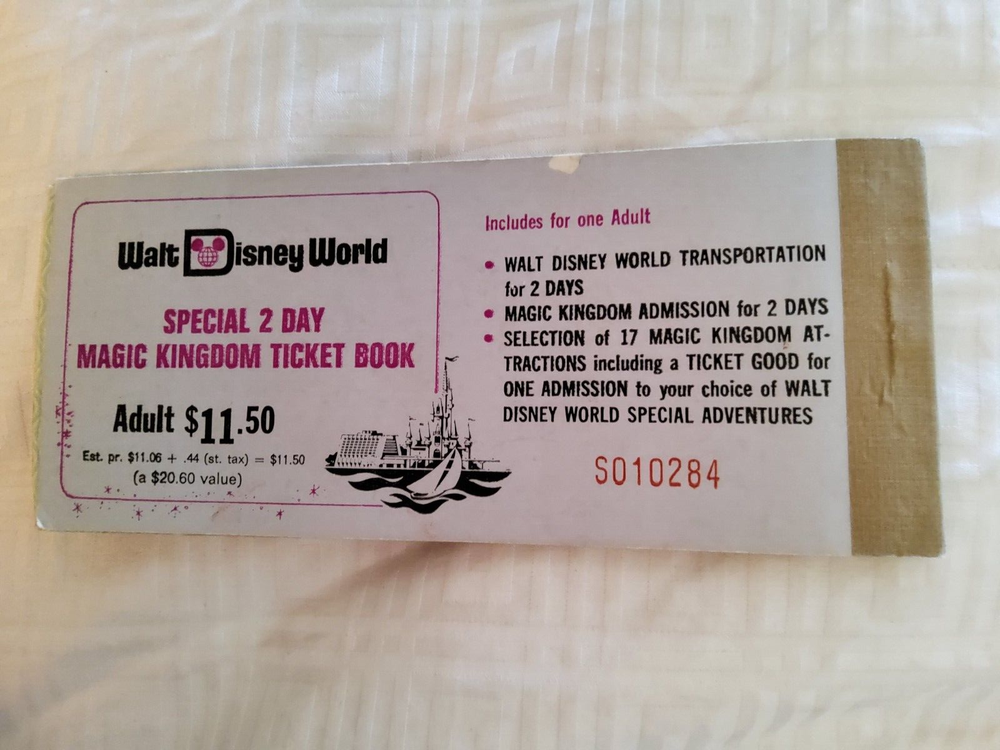 Walt Disney World
SPECIAL 2 DAY
MAGIC KINGDOM TICKET BOOK
Adult $11.50
Est. pr. $11.06 + .44 (st. tax) = $11.50
(a $20.60 value)
Includes for one Adult
• WALT DISNEY WORLD TRANSPORTATION
for 2 DAYS
• MAGIC KINGDOM ADMISSION for 2 DAYS
• SELECTION of 17 MAGIC KINGDOM AT-
TRACTIONS including a TICKET GOOD for
ONE ADMISSION to your choice of WALT
DISNEY WORLD SPECIAL ADVENTURES
S010284